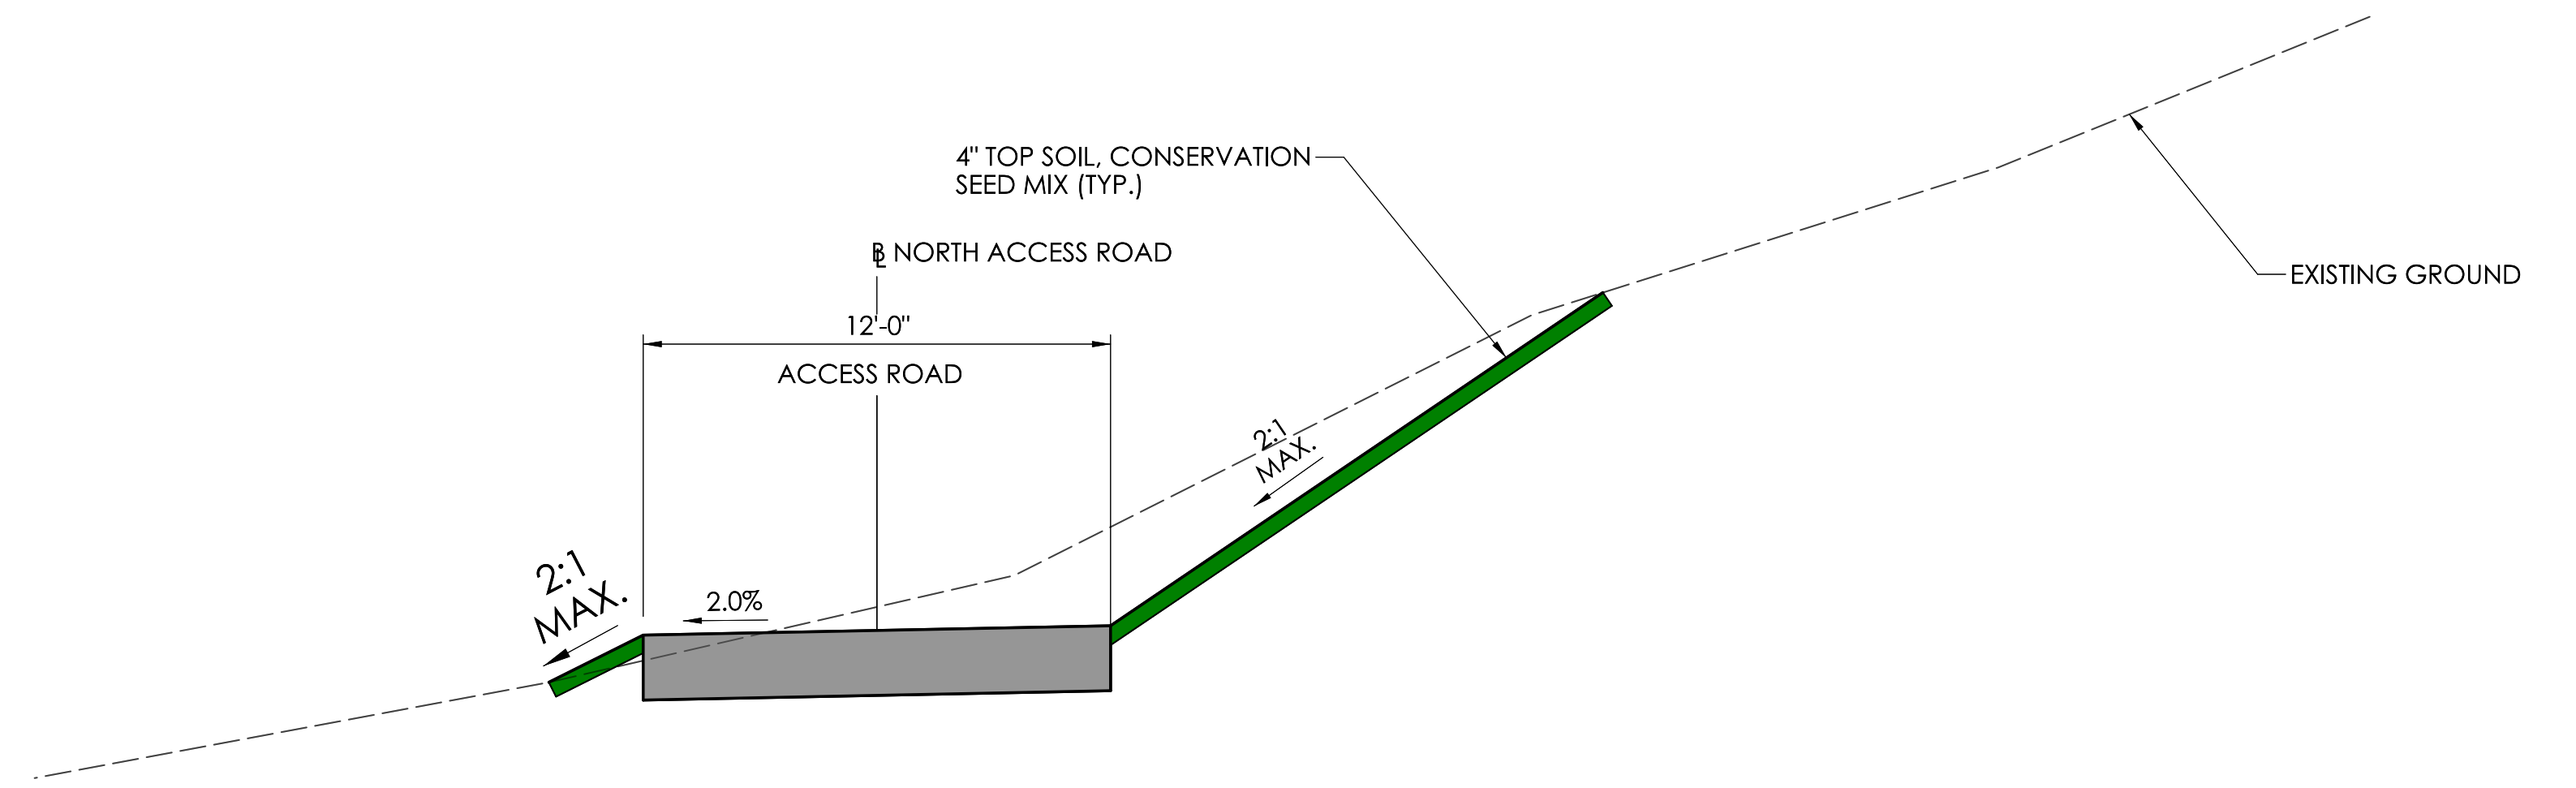 4" TOP SOIL, CONSERVATION
SEED MIX (TYP.)
BL NORTH ACCESS ROAD
EXISTING GROUND
12'-0"
ACCESS ROAD
2:1
MAX.
2:1
MAX.
2.0%